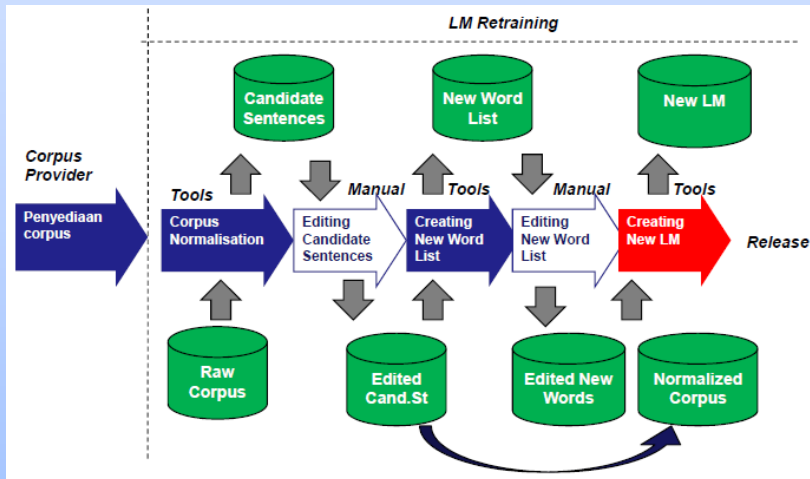 LM Retraining
Candidate
Sentences
New Word
List
New LM
Corpus
Provider
Tools
Manual
Tools
Manual
Tools
Penyediaan
corpus
Corpus
Normalisation
Editing
Candidate
Sentences
Creating
New Word
List
Editing
New Word
List
Creating
New LM
Release
Raw
Corpus
Edited
Cand.St
Edited New
Words
Normalized
Corpus